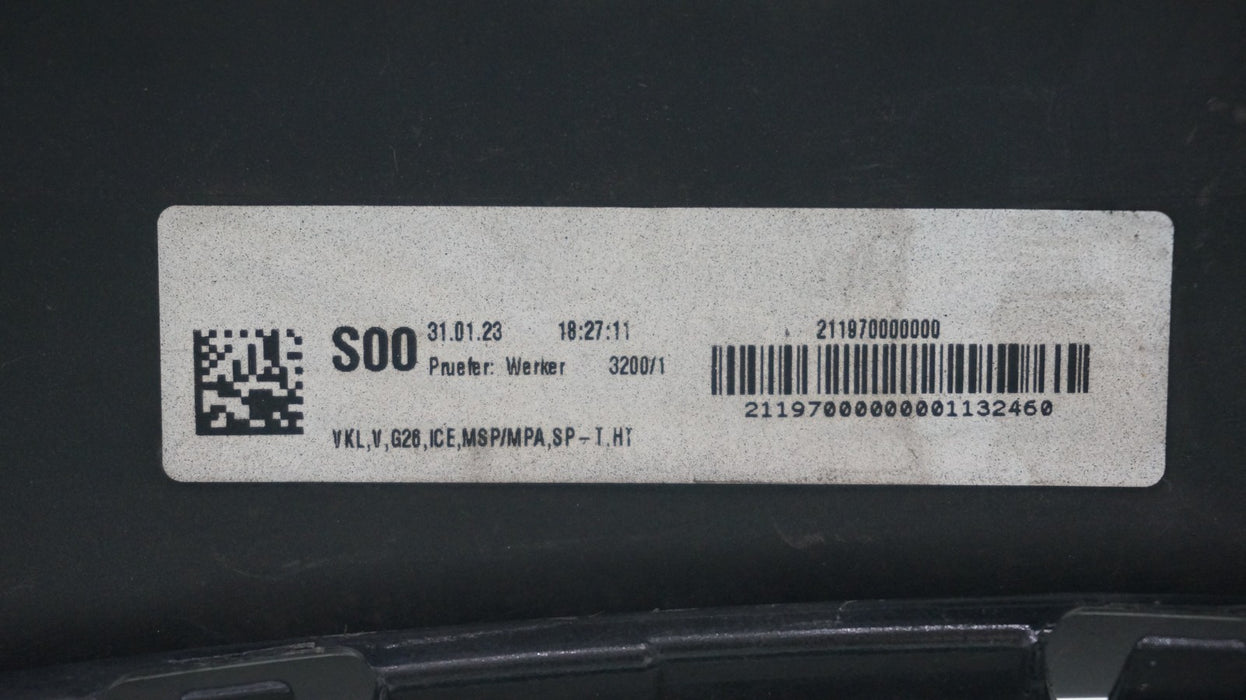 S00
31.01.23 18:27:11
Pruefer: Werker 3200/1
VKL,V,G26,ICE,MSP/MPA,SP-T,HT
211970000000
21197000000001132460